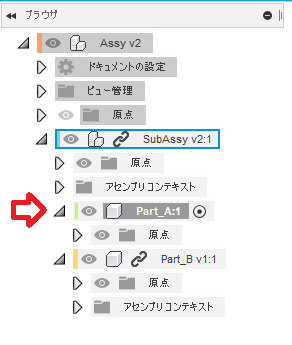 ブラウザ
Assy v2
ドキュメントの設定
ビュー管理
原点
SubAssy v2:1
原点
アセンブリコンテキスト
Part_A:1
原点
Part_B v1:1
原点
アセンブリコンテキスト